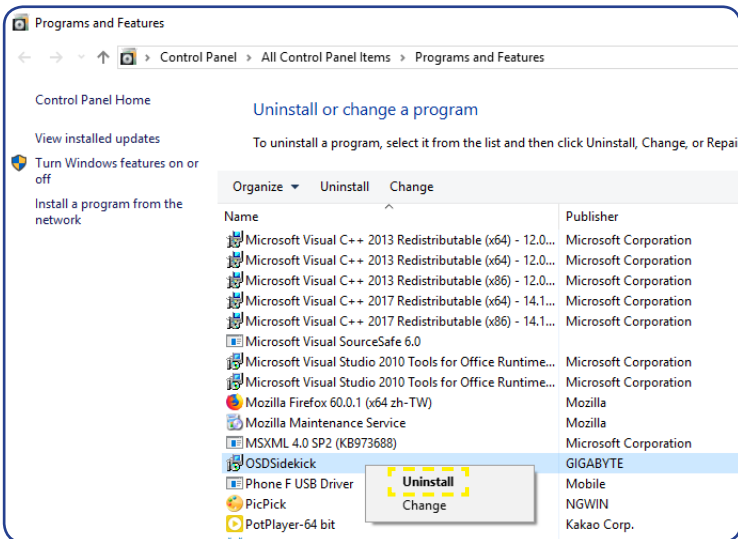 Programs and Features
Control Panel > All Control Panel Items > Programs and Features
Control Panel Home
View installed updates
Turn Windows features on or
off
Install a program from the
network
Uninstall or change a program
To uninstall a program, select it from the list and then click Uninstall, Change, or Repai
Organize Uninstall Change
Name Publisher
Microsoft Visual C++ 2013 Redistributable (x64) - 12.0... Microsoft Corporation
Microsoft Visual C++ 2013 Redistributable (x64) - 12.0... Microsoft Corporation
Microsoft Visual C++ 2013 Redistributable (x86) - 12.0... Microsoft Corporation
Microsoft Visual C++ 2017 Redistributable (x64) - 14.1... Microsoft Corporation
Microsoft Visual C++ 2017 Redistributable (x86) - 14.1... Microsoft Corporation
Microsoft Visual SourceSafe 6.0
Microsoft Visual Studio 2010 Tools for Office Runtime... Microsoft Corporation
Microsoft Visual Studio 2010 Tools for Office Runtime... Microsoft Corporation
Mozilla Firefox 60.0.1 (x64 zh-TW) Mozilla
Mozilla Maintenance Service Mozilla
MSXML 4.0 SP2 (KB973688) Microsoft Corporation
OSDSidekick GIGABYTE
Phone F USB Driver Mobile
PicPick NGWIN
PotPlayer-64 bit Kakao Corp.
Uninstall
Change